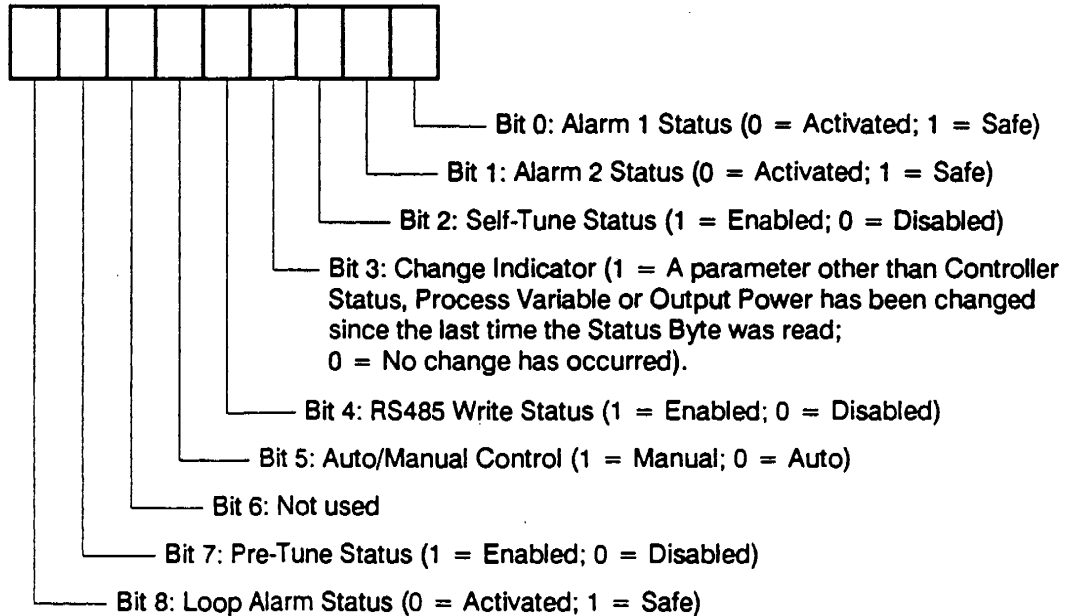 Bit 0: Alarm 1 Status (0 = Activated; 1 = Safe)
Bit 1: Alarm 2 Status (0 = Activated; 1 = Safe)
Bit 2: Self-Tune Status (1 = Enabled; 0 = Disabled)
Bit 3: Change Indicator (1 = A parameter other than Controller
Status, Process Variable or Output Power has been changed
since the last time the Status Byte was read;
0 = No change has occurred).
Bit 4: RS485 Write Status (1 = Enabled; 0 = Disabled)
Bit 5: Auto/Manual Control (1 = Manual; 0 = Auto)
Bit 6: Not used
Bit 7: Pre-Tune Status (1 = Enabled; 0 = Disabled)
Bit 8: Loop Alarm Status (0 = Activated; 1 = Safe)